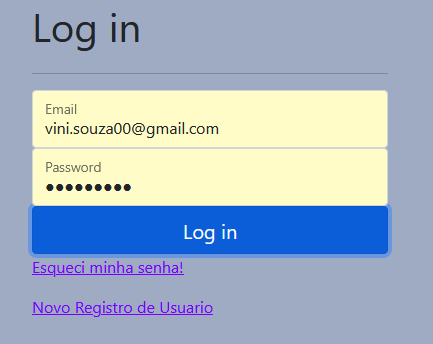 Log in
Email
vini.souza00@gmail.com
Password
●●●●●●●●●
Log in
Esqueci minha senha!
Novo Registro de Usuario